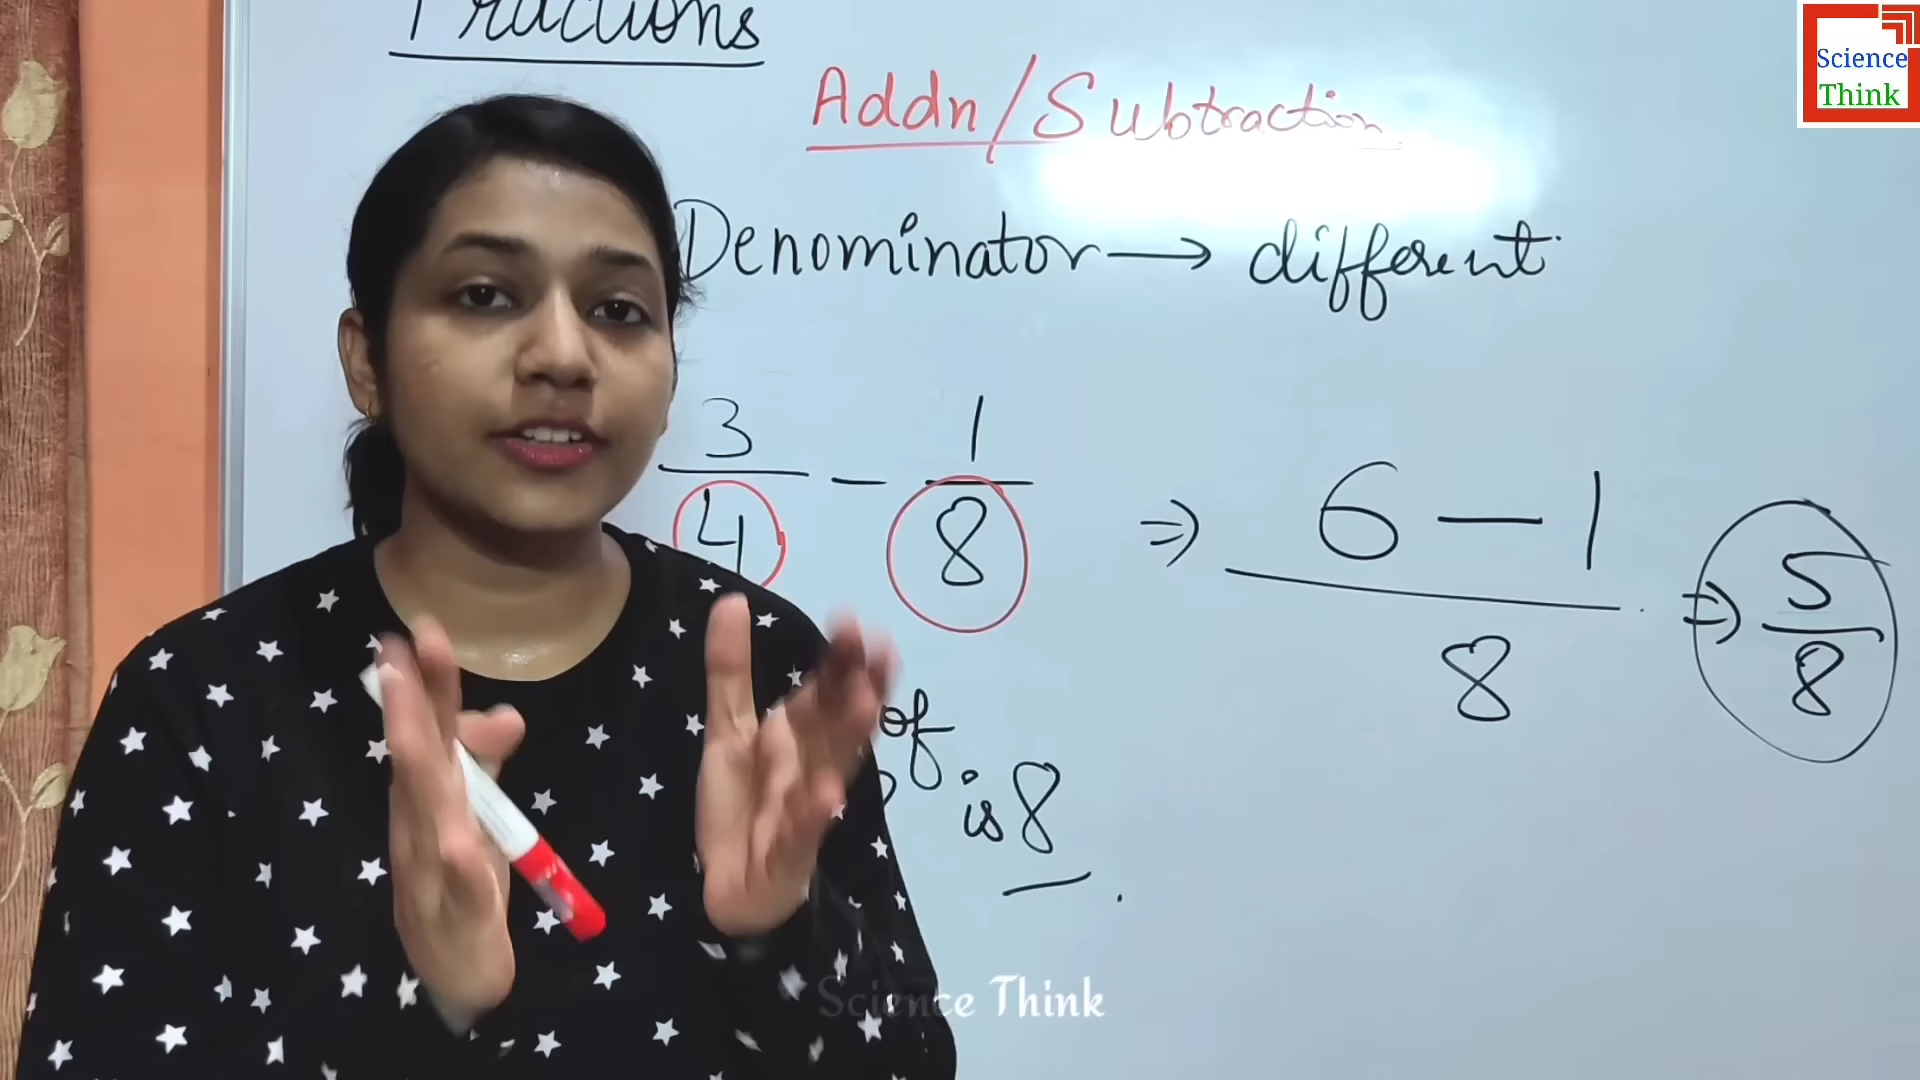 Fractions
Science
Think
Addn/Subtraction
Denominator → different
3/4 - 1/8 ⇒ 6-1/8 ⇒ 5/8
of
is 8
Science Think